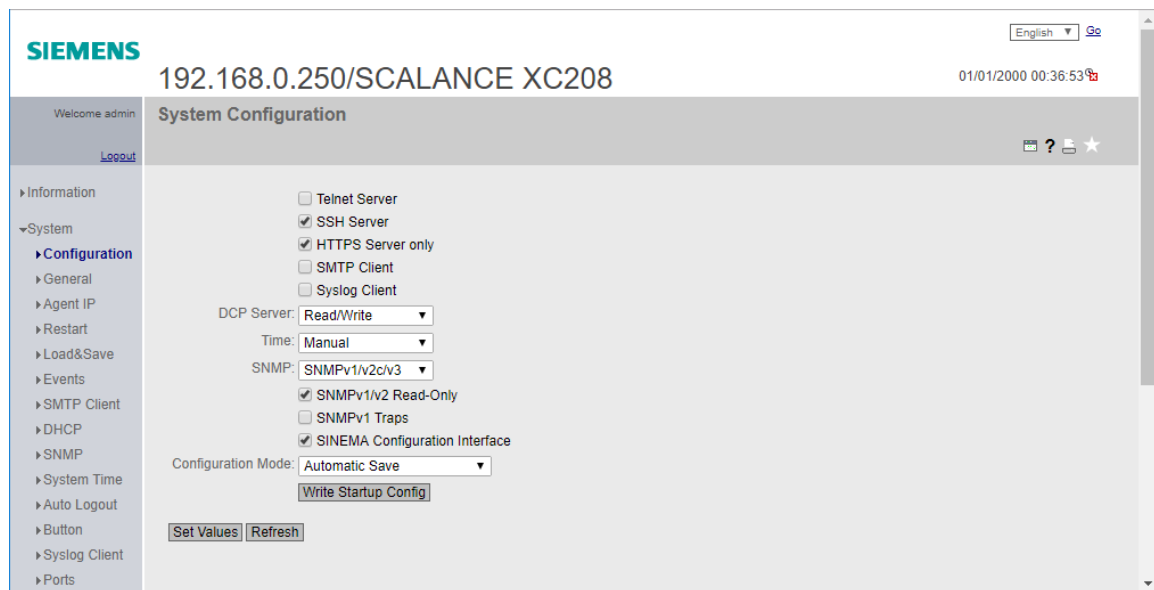 English Go
SIEMENS
192.168.0.250/SCALANCE XC208
01/01/2000 00:36:53
Welcome admin
Logout
System Configuration
?
Information
System
Configuration
General
Agent IP
Restart
Load&Save
Events
SMTP Client
DHCP
SNMP
System Time
Auto Logout
Button
Syslog Client
Ports
Telnet Server
SSH Server
HTTPS Server only
SMTP Client
Syslog Client
DCP Server: Read/Write
Time: Manual
SNMP: SNMPv1/v2c/v3
SNMPv1/v2 Read-Only
SNMPv1 Traps
SINEMA Configuration Interface
Configuration Mode: Automatic Save
Write Startup Config
Set Values Refresh